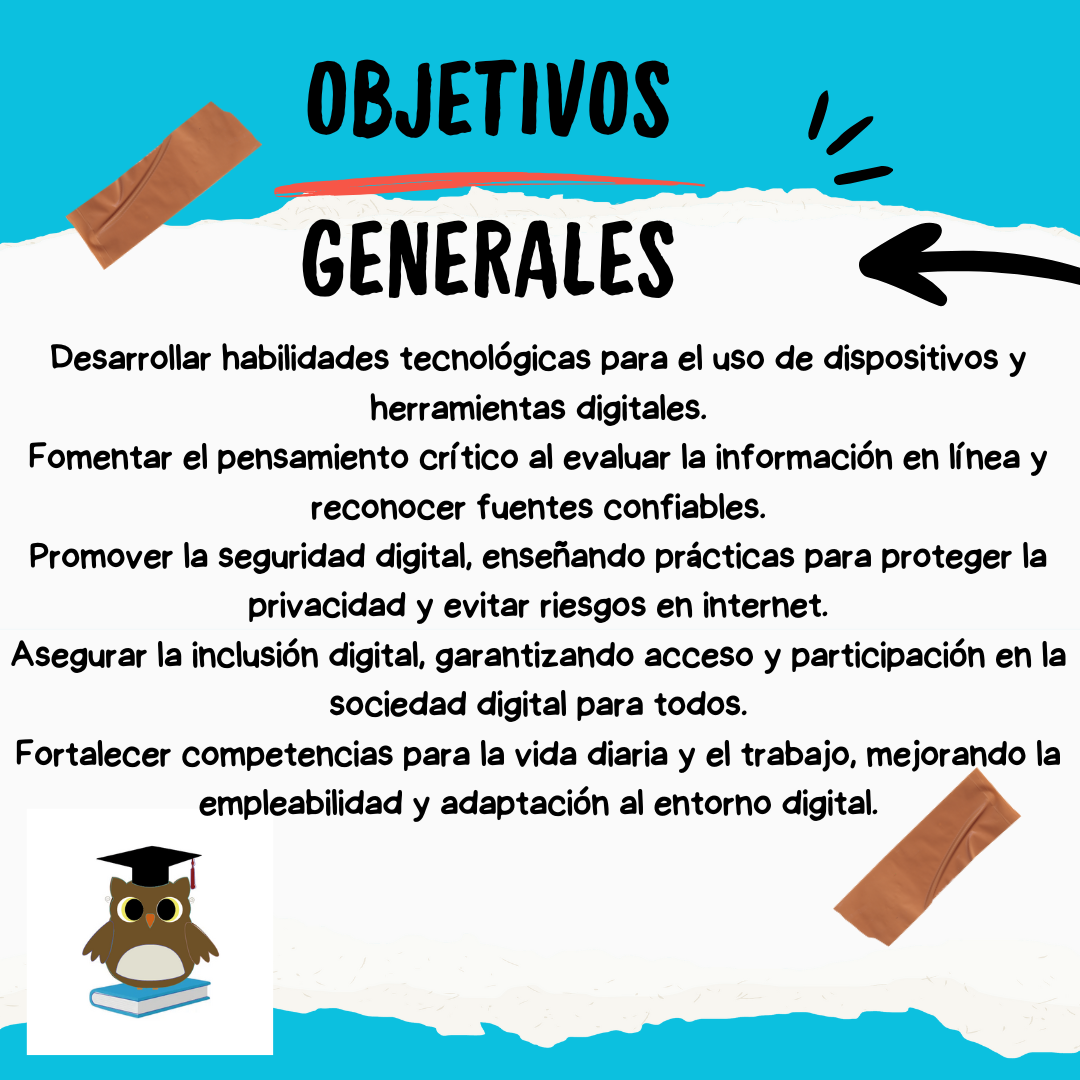 OBJETIVOS
GENERALES
Desarrollar habilidades tecnológicas para el uso de dispositivos y
herramientas digitales.
Fomentar el pensamiento crítico al evaluar la información en línea y
reconocer fuentes confiables.
Promover la seguridad digital, enseñando prácticas para proteger la
privacidad y evitar riesgos en internet.
Asegurar la inclusión digital, garantizando acceso y participación en la
sociedad digital para todos.
Fortalecer competencias para la vida diaria y el trabajo, mejorando la
empleabilidad y adaptación al entorno digital.